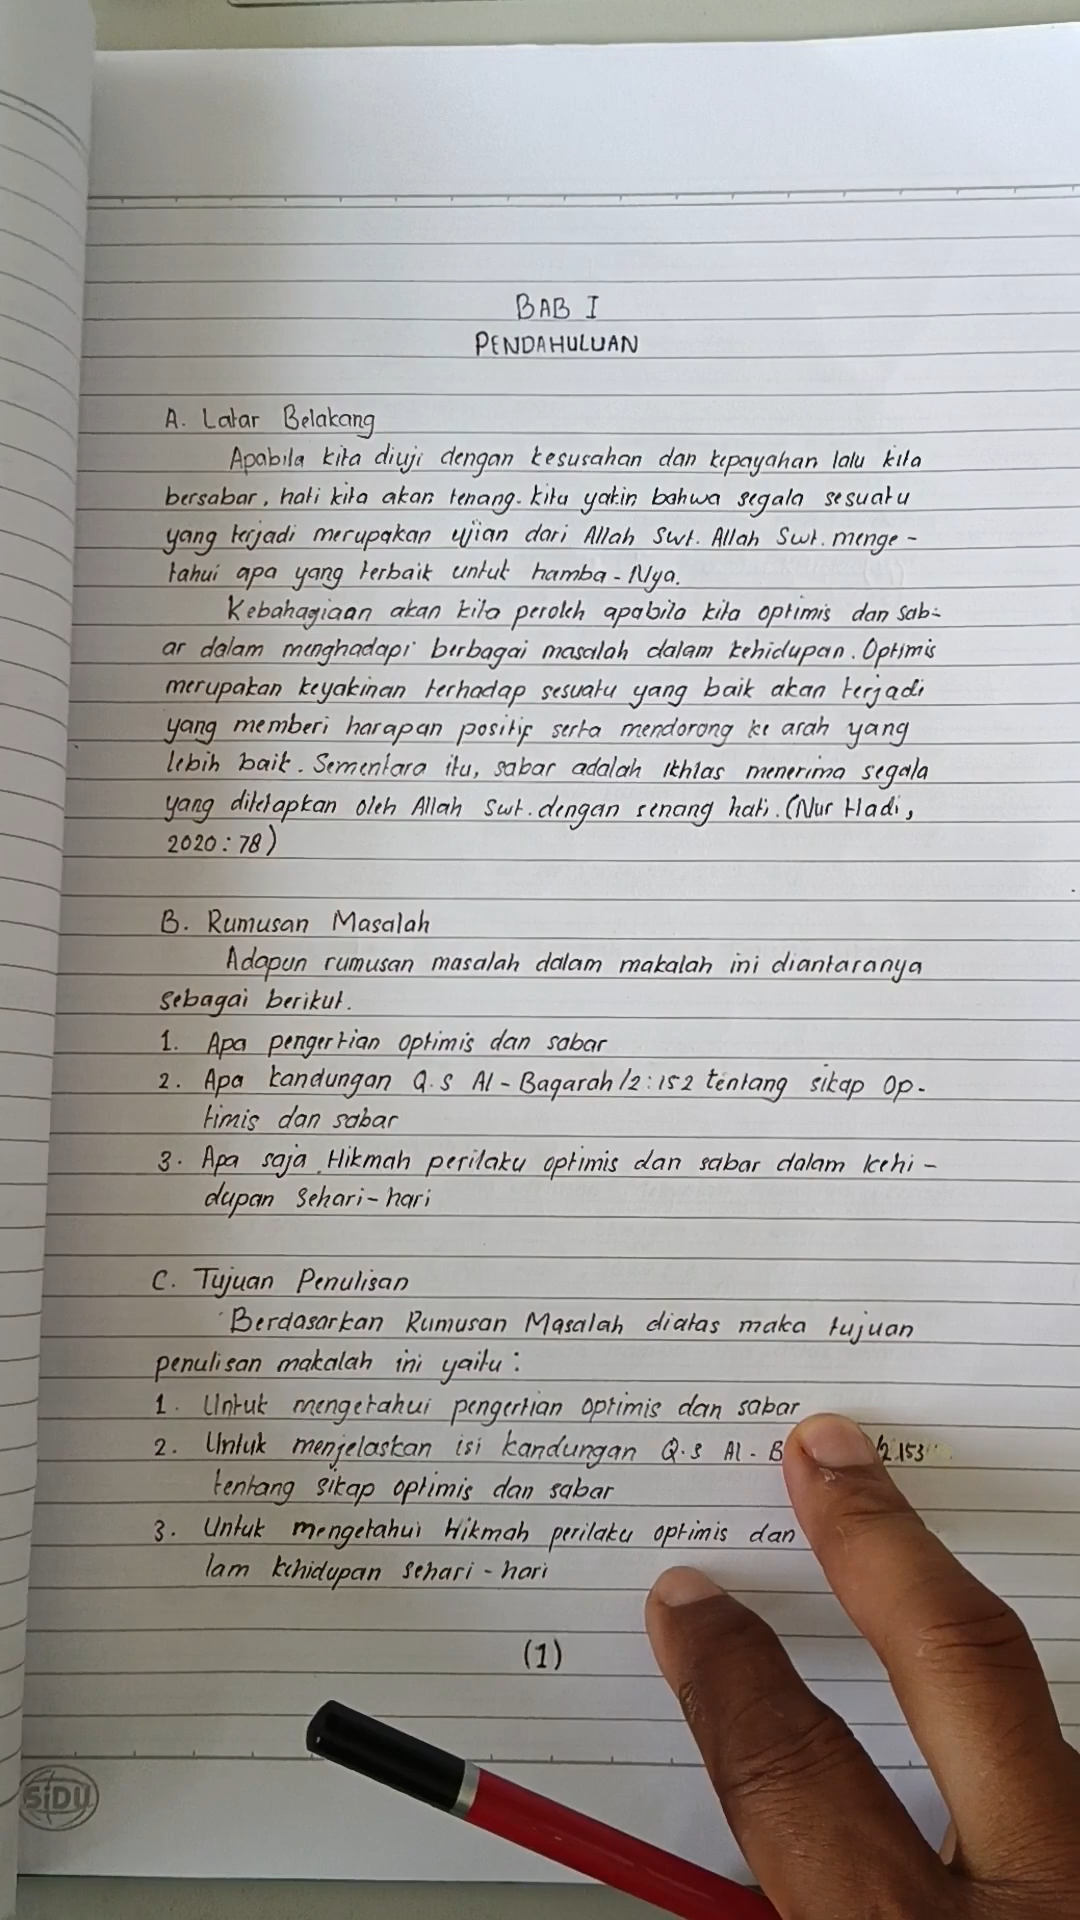 BAB I
PENDAHULUAN
A. Latar Belakang
Apabila kita diuji dengan kesusahan dan kepayahan lalu kita
bersabar, hati kita akan tenang. kita yakin bahwa segala sesuatu
yang terjadi merupakan ujian dari Allah Swt. Allah Swt. menge-
tahui apa yang terbaik untuk hamba-Nya.
Kebahagiaan akan kita peroleh apabila kita optimis dan sab-
ar dalam menghadapi berbagai masalah dalam kehidupan. Optimis
merupakan keyakinan terhadap sesuatu yang baik akan terjadi
yang memberi harapan positif serta mendorong ke arah yang
lebih baik. Sementara itu, sabar adalah Ikhlas menerima segala
yang ditetapkan oleh Allah Swt. dengan senang hati. (Nur Hadi,
2020:78)
B. Rumusan Masalah
Adapun rumusan masalah dalam makalah ini diantaranya
sebagai berikut.
1. Apa pengertian optimis dan sabar
2. Apa kandungan Q.S Al-Baqarah/2:152 tentang sikap op-
timis dan sabar
3. Apa saja Hikmah perilaku optimis dan sabar dalam kehi-
dupan sehari-hari
C. Tujuan Penulisan
Berdasarkan Rumusan Masalah diatas maka tujuan
penulisan makalah ini yaitu:
1. Untuk mengetahui pengertian optimis dan sabar
2. Untuk menjelaskan isi kandungan Q.S Al-B /2.153
tentang sikap optimis dan sabar
3. Untuk mengetahui Hikmah perilaku optimis dan
lam kehidupan sehari-hari
(1)
SiDU